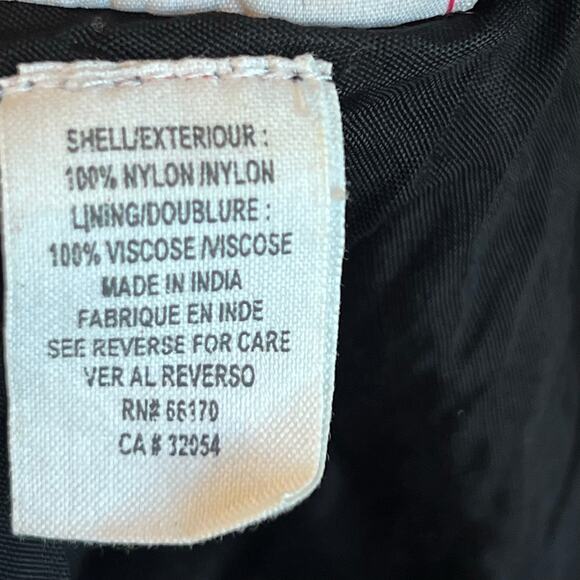 SHELL/EXTERIOUR :
100% NYLON /NYLON
LINING/DOUBLURE :
100% VISCOSE /VISCOSE
MADE IN INDIA
FABRIQUE EN INDE
SEE REVERSE FOR CARE
VER AL REVERSO
RN# 66170
CA # 32054